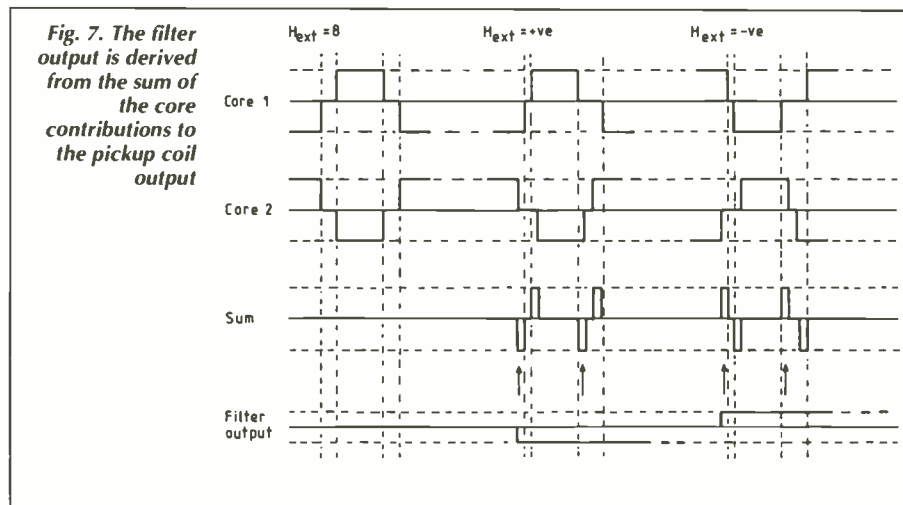 Fig. 7. The filter
output is derived
from the sum of
the core
contributions to
the pickup coil
output
Hext =8
Hext =+ve
Hext =-ve
Core 1
Core 2
Sum
Filter
output